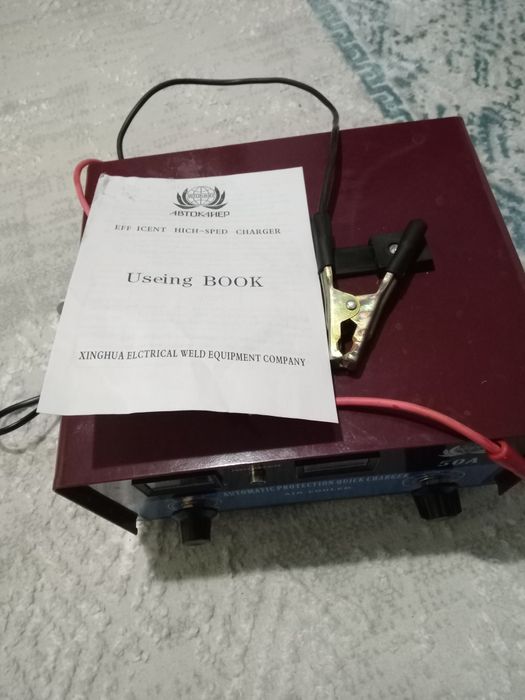 АВТОКЛИЕР
EFF ICENT HICH-SPED CHARGER
Useing BOOK
XINGHUA ELCTRICAL WELD EQUIPMENT COMPANY
50A
AUTOMATIC PROTECTION QUICK CHARGER
AIR COOLED